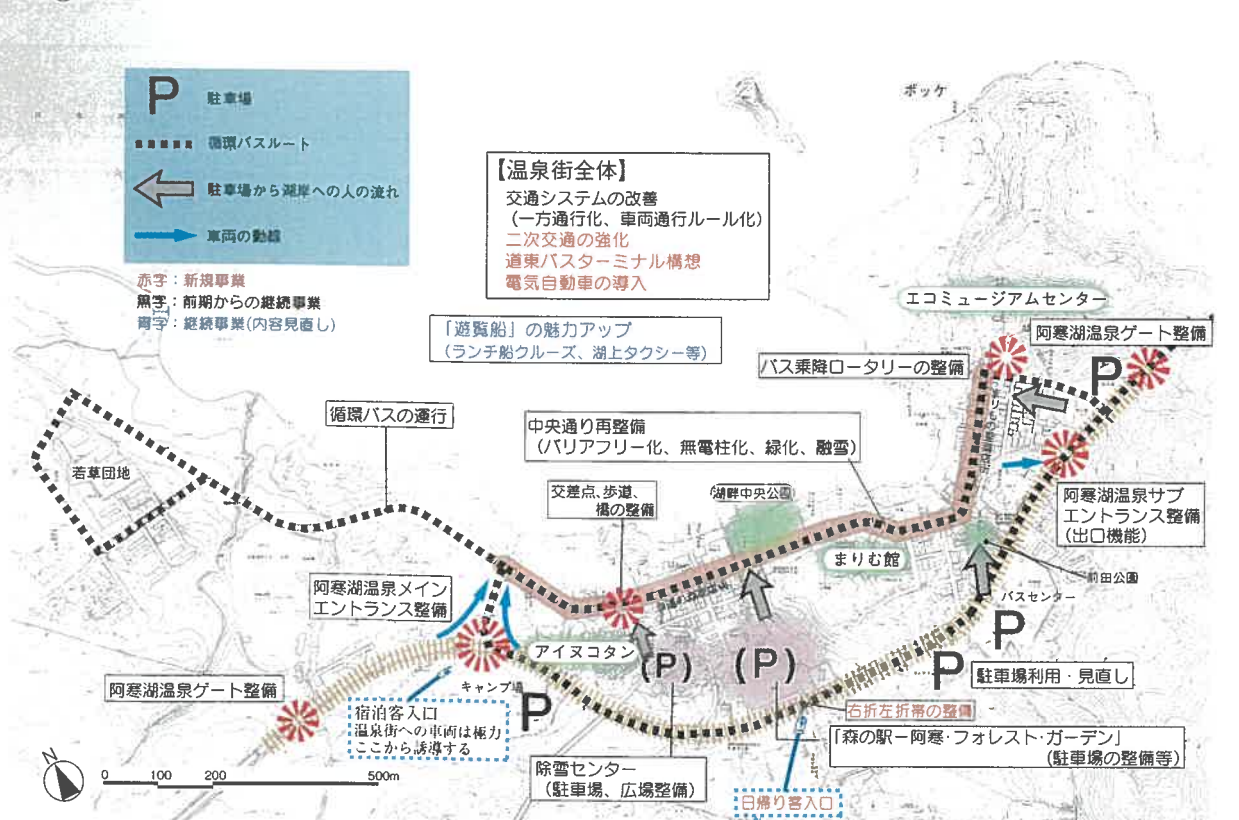 P 駐車場
循環バスルート
駐車場から湖岸への人の流れ
車両の動線
赤字：新規事業
黒字：前期からの継続事業
青字：継続事業(内容見直し)
【温泉街全体】
交通システムの改善
(一方通行化、車両通行ルール化)
二次交通の強化
道東バスターミナル構想
電気自動車の導入
「遊覧船」の魅力アップ
(ランチ船クルーズ、湖上タクシー等)
ボッケ
エコミュージアムセンター
阿寒湖温泉ゲート整備
バス乗降ロータリーの整備
P
循環バスの運行
中央通り再整備
(バリアフリー化、無電柱化、緑化、融雪)
若草団地
交差点、歩道、
橋の整備
湖畔中央公園
阿寒湖温泉サブ
エントランス整備
(出口機能)
まりむ館
前田公園
バスセンター
阿寒湖温泉メイン
エントランス整備
アイヌコタン
(P)
(P)
P
P
駐車場利用・見直し
阿寒湖温泉ゲート整備
キャンプ場
P
宿泊客入口
温泉街への車両は極力
ここから誘導する
右折左折帯の整備
「森の駅－阿寒・フォレスト・ガーデン」
(駐車場の整備等)
除雪センター
(駐車場、広場整備)
日帰り客入口
N
0 100 200 500m